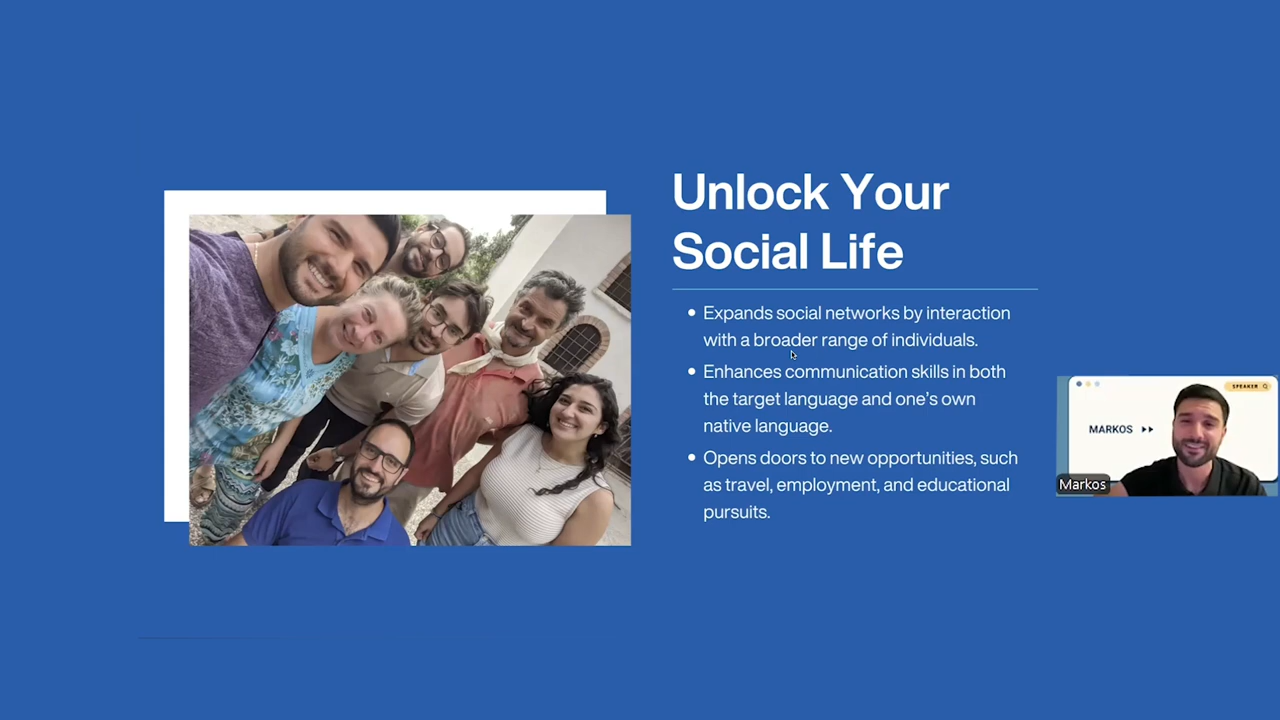 Unlock Your
Social Life
• Expands social networks by interaction
with a broader range of individuals.
• Enhances communication skills in both
the target language and one’s own
native language.
• Opens doors to new opportunities, such
as travel, employment, and educational
pursuits.
SPEAKER
MARKOS
Markos